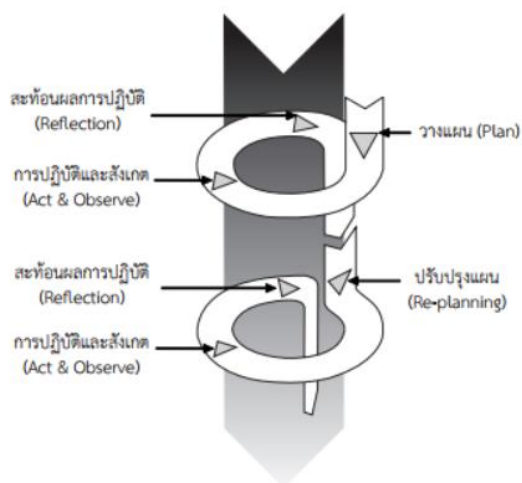 สะท้อนผลการปฏิบัติ
(Reflection)
วางแผน (Plan)
การปฏิบัติและสังเกต
(Act & Observe)
สะท้อนผลการปฏิบัติ
(Reflection)
ปรับปรุงแผน
(Re-planning)
การปฏิบัติและสังเกต
(Act & Observe)